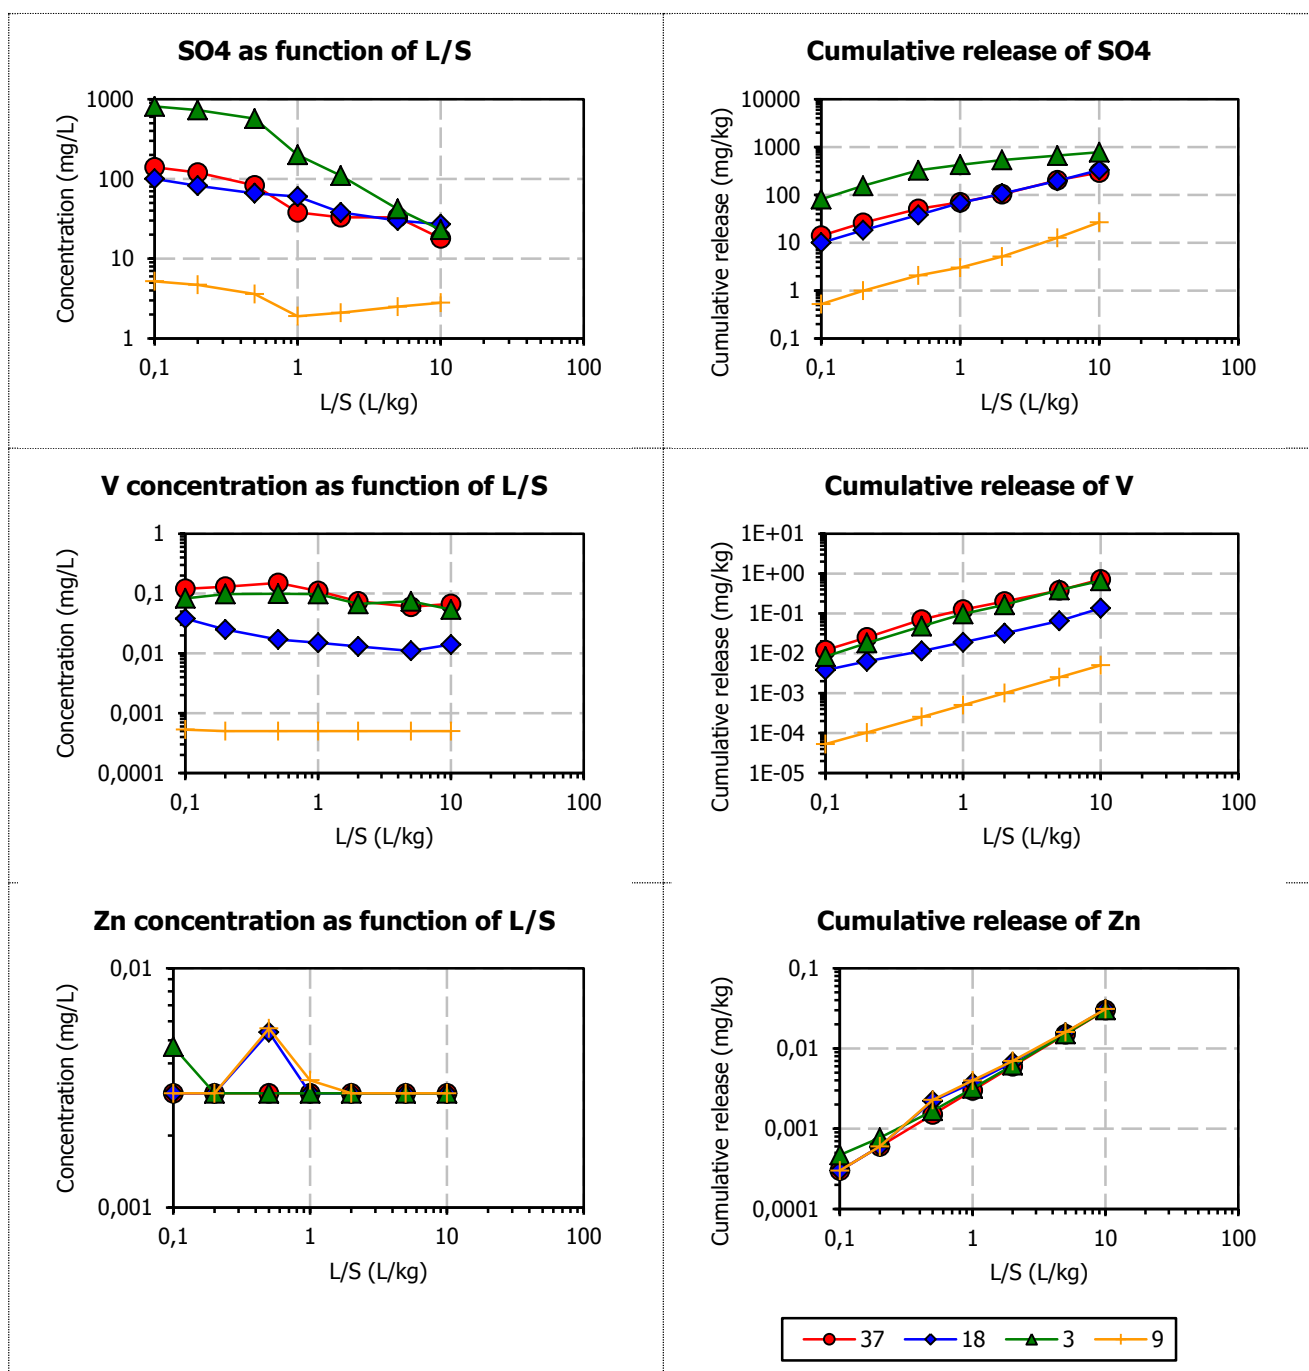 SO4 as function of L/S
Concentration (mg/L)
1000
100
10
1
0,1 1 10 100
L/S (L/kg)
Cumulative release of SO4
Cumulative release (mg/kg)
10000
1000
100
10
1
0,1
0,1 1 10 100
L/S (L/kg)
V concentration as function of L/S
Concentration (mg/L)
1
0,1
0,01
0,001
0,0001
0,1 1 10 100
L/S (L/kg)
Cumulative release of V
Cumulative release (mg/kg)
1E+01
1E+00
1E-01
1E-02
1E-03
1E-04
1E-05
0,1 1 10 100
L/S (L/kg)
Zn concentration as function of L/S
Concentration (mg/L)
0,01
0,001
0,1 1 10 100
L/S (L/kg)
Cumulative release of Zn
Cumulative release (mg/kg)
0,1
0,01
0,001
0,0001
0,1 1 10 100
L/S (L/kg)
37 18 3 9